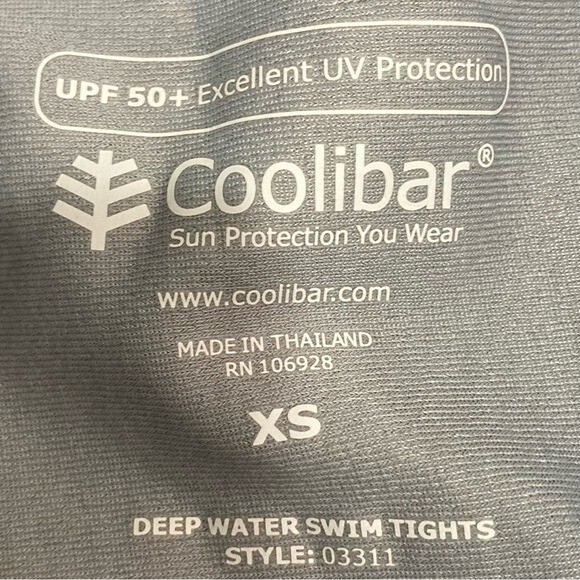 UPF 50+ Excellent UV Protection
Coolibar®
Sun Protection You Wear
www.coolibar.com
MADE IN THAILAND
RN 106928
XS
DEEP WATER SWIM TIGHTS
STYLE: 03311